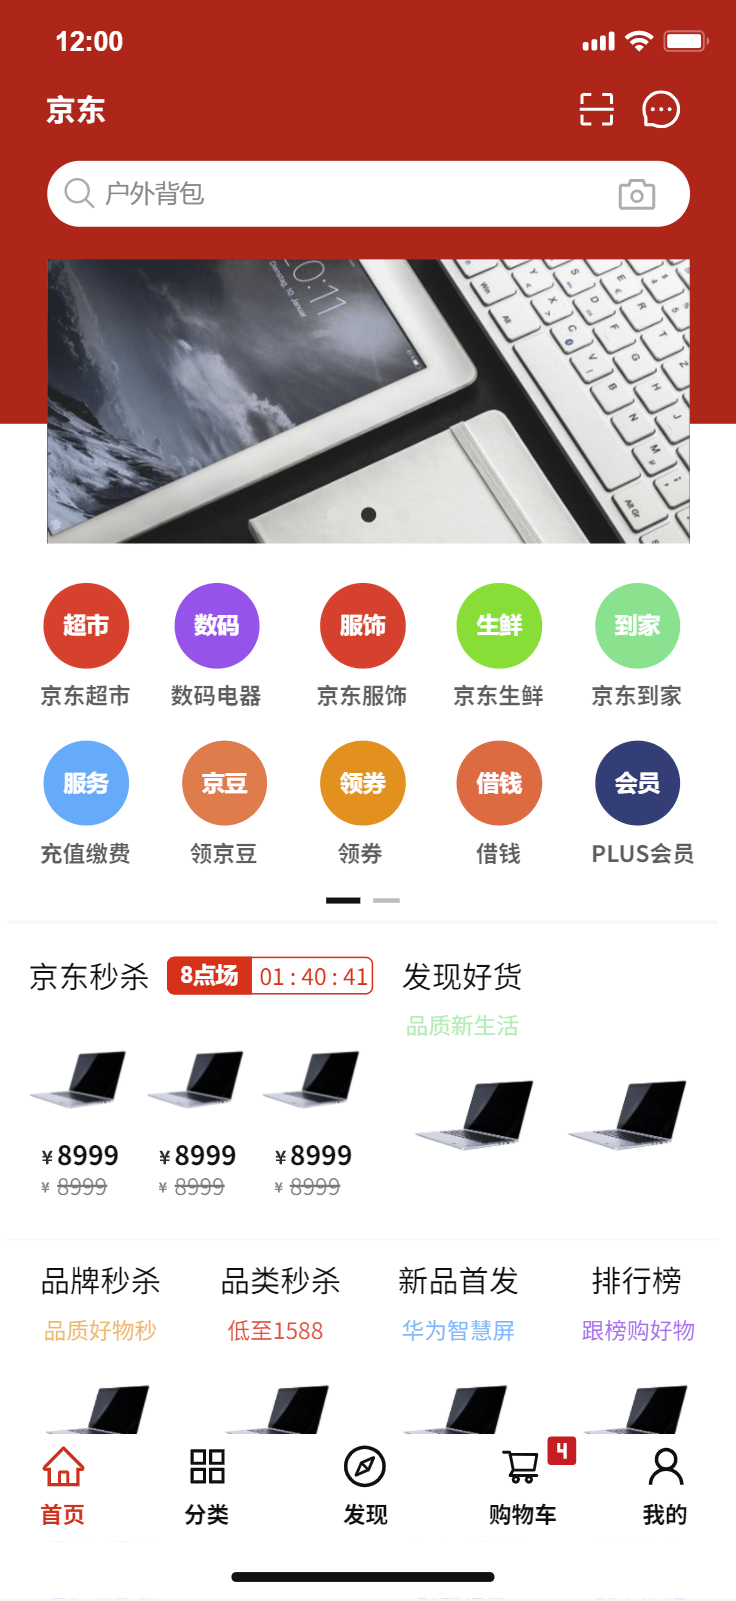 12:00
京东
户外背包
20:11
Dienstag, 10. Januar
超市 数码 服饰 生鲜 到家
京东超市 数码电器 京东服饰 京东生鲜 京东到家
服务 京豆 领券 借钱 会员
充值缴费 领京豆 领券 借钱 PLUS会员
京东秒杀 8点场 01:40:41 发现好货
品质新生活
¥8999 ¥8999 ¥8999
¥ 8999 ¥ 8999 ¥ 8999
品牌秒杀 品类秒杀 新品首发 排行榜
品质好物秒 低至1588 华为智慧屏 跟榜购好物
4
首页 分类 发现 购物车 我的